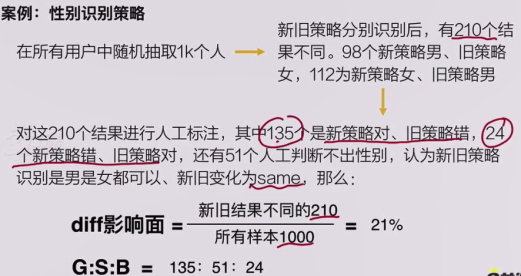 案例：性别识别策略
在所有用户中随机抽取1k个人
新旧策略分别识别后，有210个结
果不同。98个新策略男、旧策略
女，112为新策略女、旧策略男
对这210个结果进行人工标注，其中135个是新策略对、旧策略错，24
个新策略错、旧策略对，还有51个人工判断不出性别，认为新旧策略
识别是男是女都可以、新旧变化为same，那么：
diff影响面 = 新旧结果不同的210 = 21%
所有样本1000
G:S:B = 135：51：24